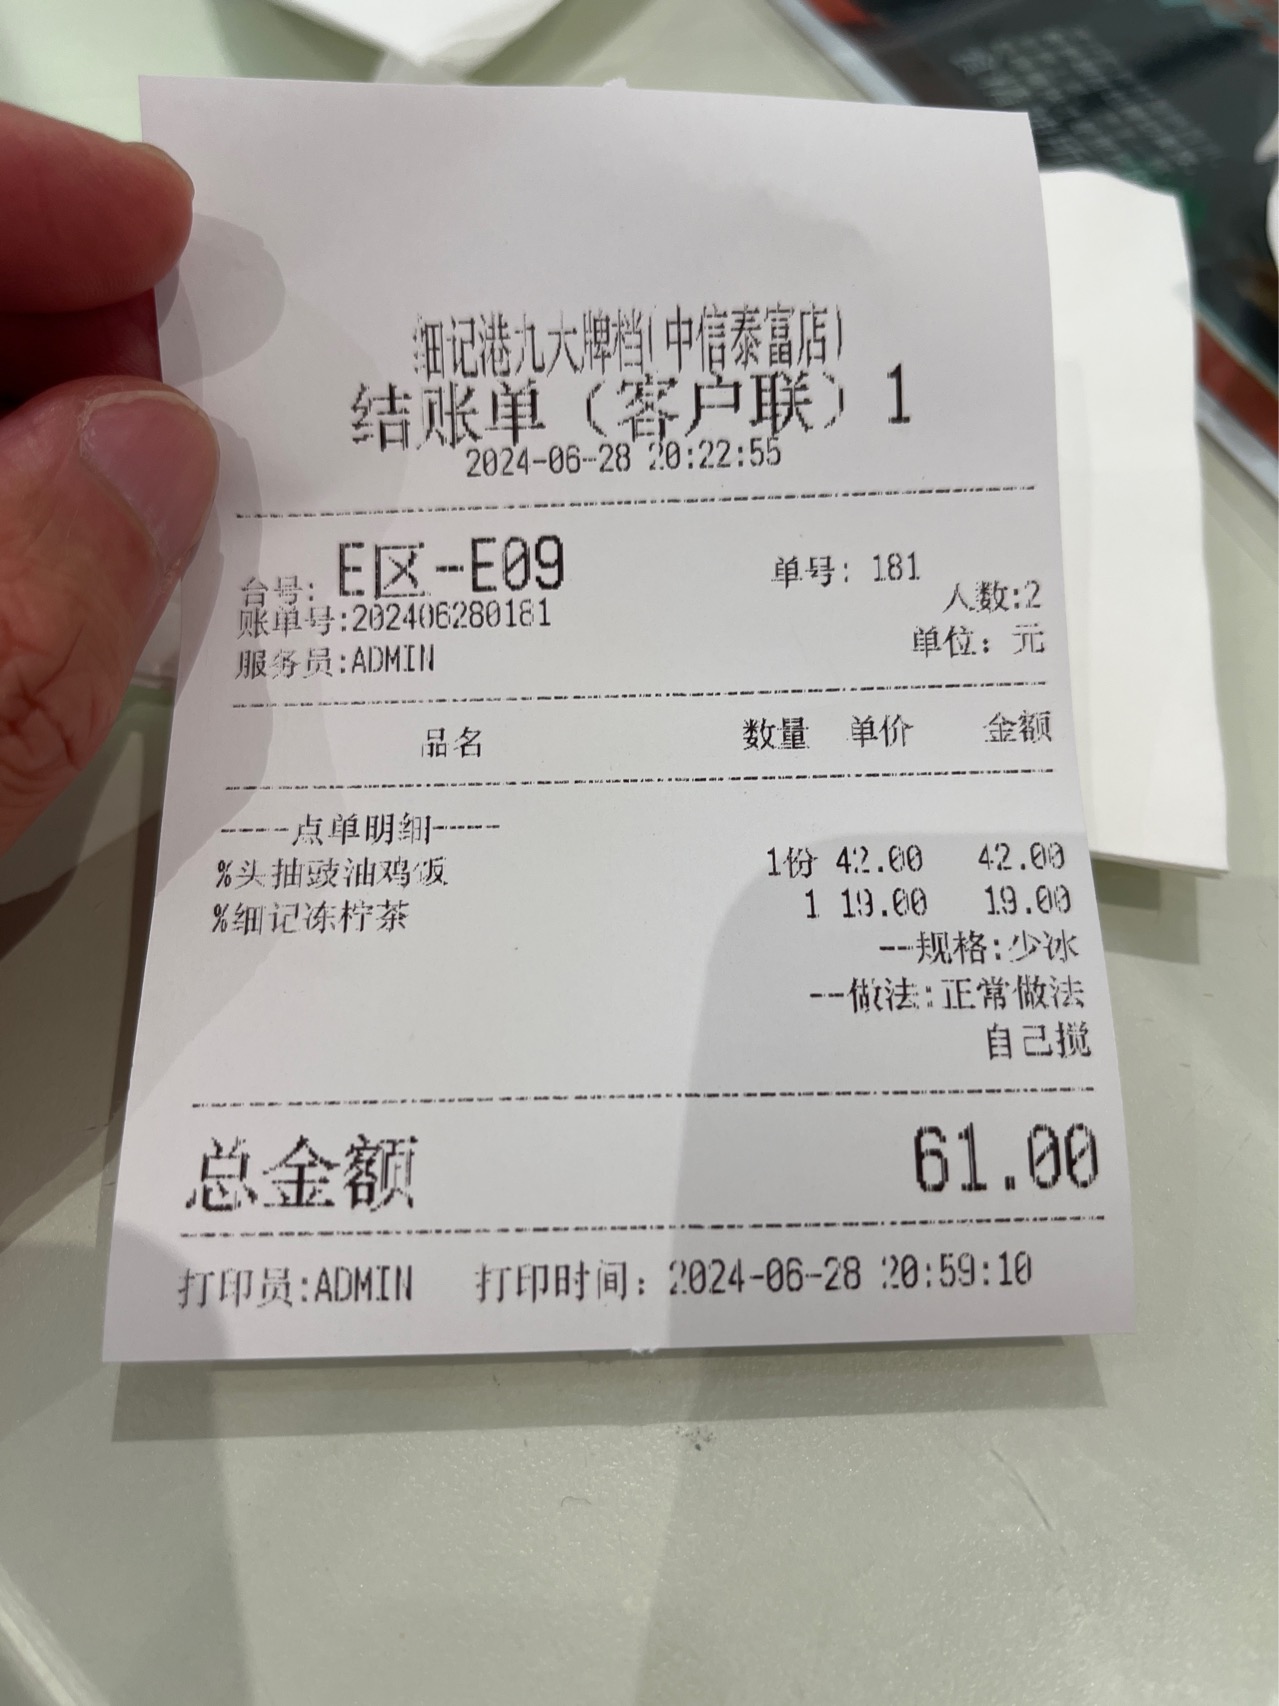 细记港九大牌档(中信泰富店)
结账单（客户联）1
2024-06-28 20:22:55
台号: E区-E09 单号: 181
人数:2
账单号:202406280181
单位: 元
服务员:ADMIN
品名 数量 单价 金额
----点单明细----
%头抽豉油鸡饭 1份 42.00 42.00
%细记冻柠茶 1 19.00 19.00
--规格:少冰
--做法:正常做法
自己搅
总金额 61.00
打印员:ADMIN 打印时间: 2024-06-28 20:59:10